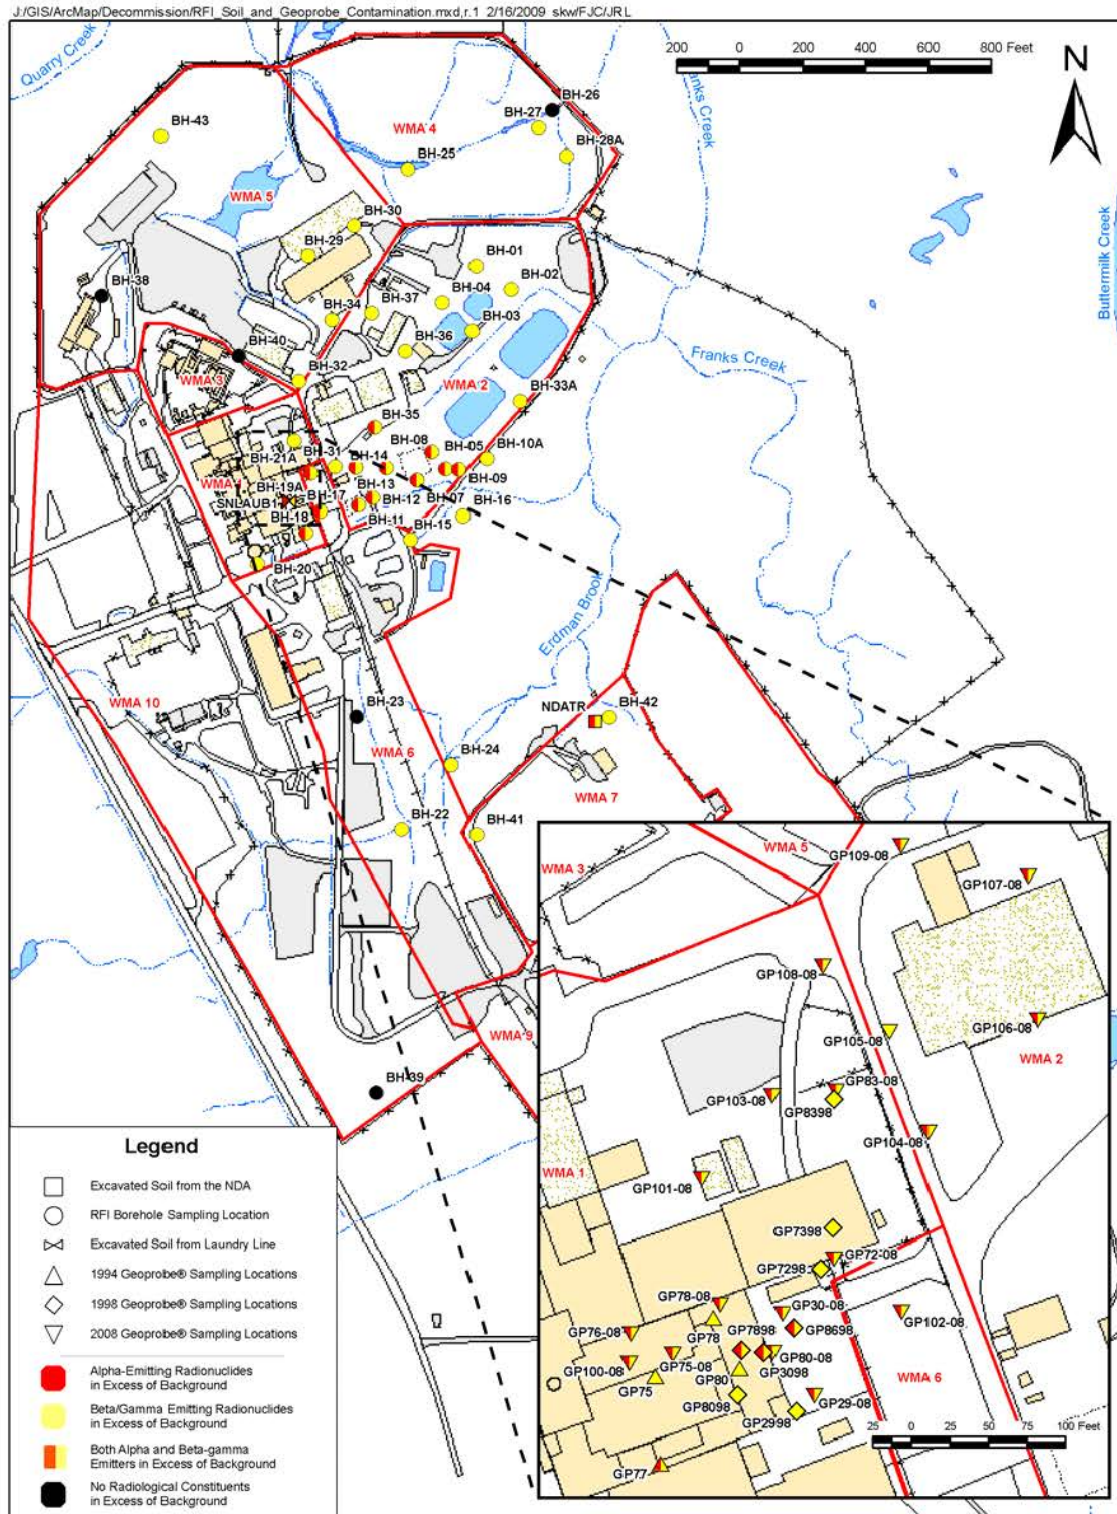 J:/GIS/ArcMap/Decommission/RFI_Soil_and_Geoprobe_Contamination.mxd,r.1 2/16/2009 skw/FJC/JRL
200 0 200 400 600 800 Feet
N
Quarry Creek
anks Creek
Buttermilk Creek
Franks Creek
Erdman Brook
BH-26
BH-27
BH-43
WMA 4
BH-28A
BH-25
WMA 5
BH-30
BH-29
BH-01
BH-02
BH-38
BH-04
BH-37
BH-34
BH-03
BH-36
BH-40
BH-32
WMA 3
WMA 2
BH-33A
BH-35
BH-08
BH-05
BH-10A
BH-21A
BH-31
BH-14
BH-09
BH-19A
BH-13
WMA 1
SNLAUB1
BH-17
BH-12
BH-07
BH-16
BH-18
BH-11
BH-15
BH-20
WMA 10
NDATR
BH-42
BH-23
WMA 6
BH-24
WMA 7
BH-22
BH-41
WMA 9
BH-39
WMA 5
GP109-08
WMA 3
GP107-08
GP108-08
GP106-08
GP105-08
WMA 2
GP83-08
GP103-08
GP8398
GP104-08
WMA 1
GP101-08
GP7398
GP72-08
GP7298
GP78-08
GP30-08
GP102-08
GP76-08
GP78
GP7898
GP8698
GP100-08
GP75-08
GP80-08
GP75
GP80
GP3098
WMA 6
GP8098
GP29-08
GP2998
GP77
25 0 25 50 75 100 Feet
Legend
Excavated Soil from the NDA
RFI Borehole Sampling Location
Excavated Soil from Laundry Line
1994 Geoprobe® Sampling Locations
1998 Geoprobe® Sampling Locations
2008 Geoprobe® Sampling Locations
Alpha-Emitting Radionuclides
in Excess of Background
Beta/Gamma Emitting Radionuclides
in Excess of Background
Both Alpha and Beta-gamma
Emitters in Excess of Background
No Radiological Constituents
in Excess of Background